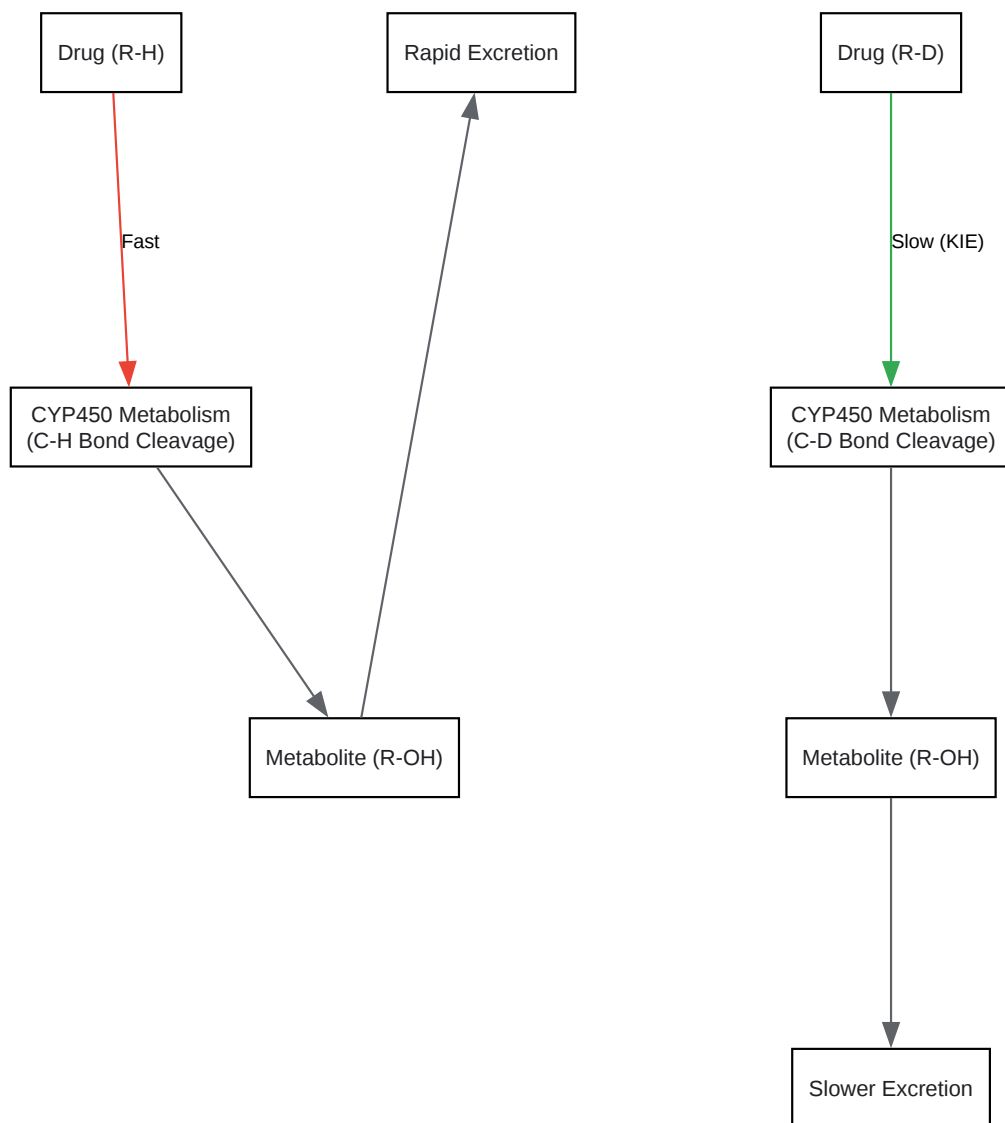 Drug (R-H)
Rapid Excretion
Drug (R-D)
Fast
Slow (KIE)
CYP450 Metabolism
(C-H Bond Cleavage)
CYP450 Metabolism
(C-D Bond Cleavage)
Metabolite (R-OH)
Metabolite (R-OH)
Slower Excretion